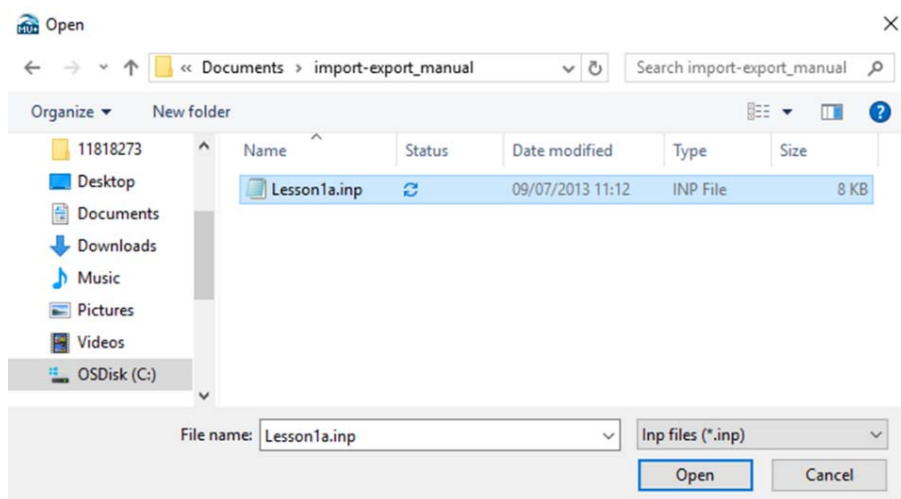 MU+ Open
« Documents › import-export_manual Search import-export_manual
Organize New folder ?
11818273 Name Status Date modified Type Size
Desktop Lesson1a.inp 09/07/2013 11:12 INP File 8 KB
Documents
Downloads
Music
Pictures
Videos
OSDisk (C:)
File name: Lesson1a.inp Inp files (*.inp)
Open Cancel